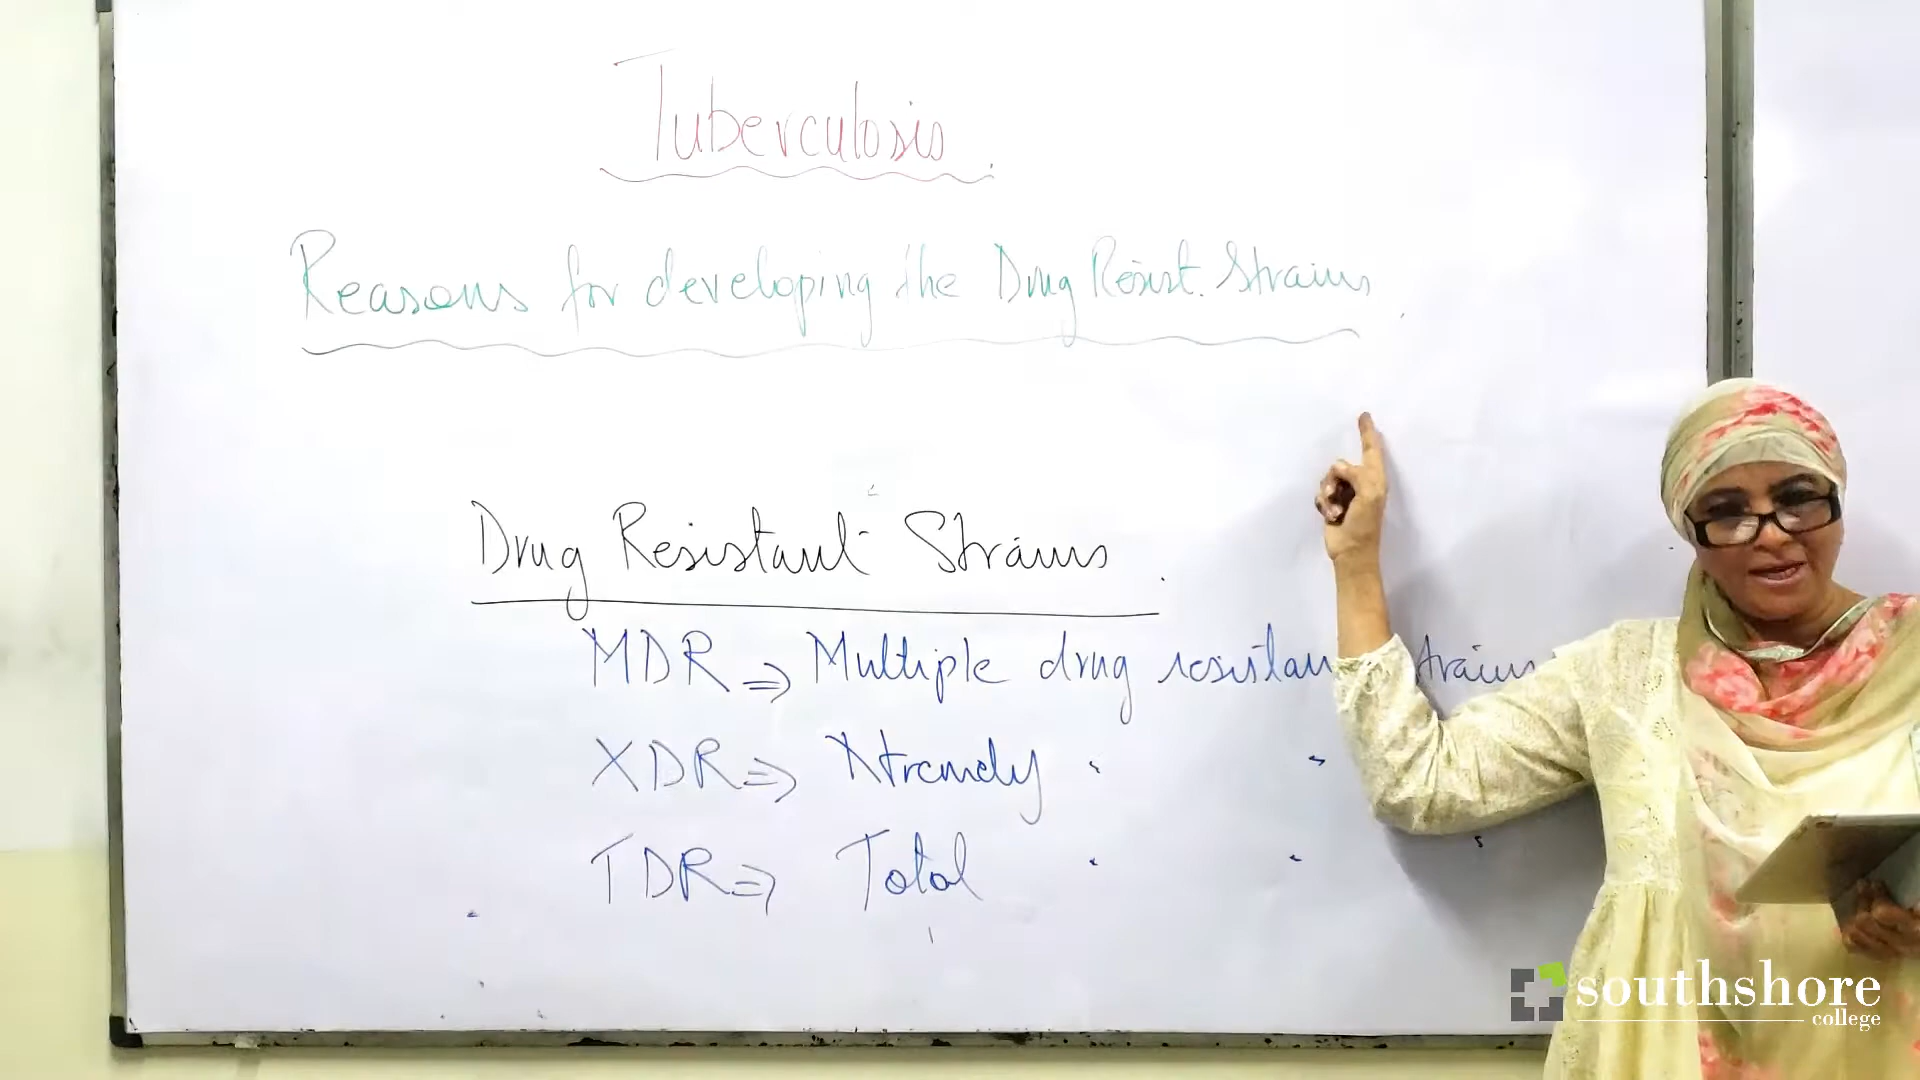 Tuberculosis
Reasons for developing the Drug Resist. Strains
Drug Resistant Strains
MDR ⇒ Multiple drug resistan trains
XDR ⇒ Xtremely " "
TDR ⇒ Total " " "
southshore
college